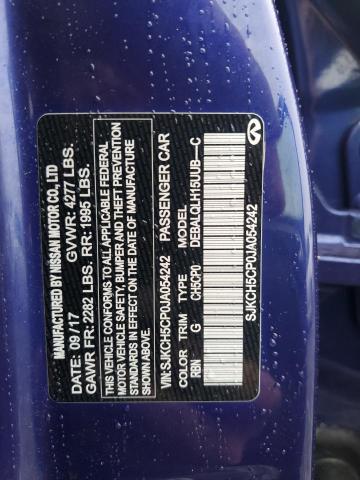 MFD BY NISSAN MOTOR CO, LTD
DATE: 09/17 GVWR: 4277 LBS.
GAWR FR: 2282 LBS. RR: 1995 LBS.
THIS VEHICLE CONFORMS TO ALL APPLICABLE FEDERAL
MOTOR VEHICLE SAFETY, BUMPER AND THEFT PREVENTION
STANDARDS IN EFFECT ON THE DATE OF MANUFACTURE
SHOWN ABOVE.
VIN:SJKCH5CP0JA054242 PASSENGER CAR
COLOR TRIM TYPE MODEL
RBN G CH5CP0 DEBALQLH15UUB-C
SJKCH5CP0JA054242